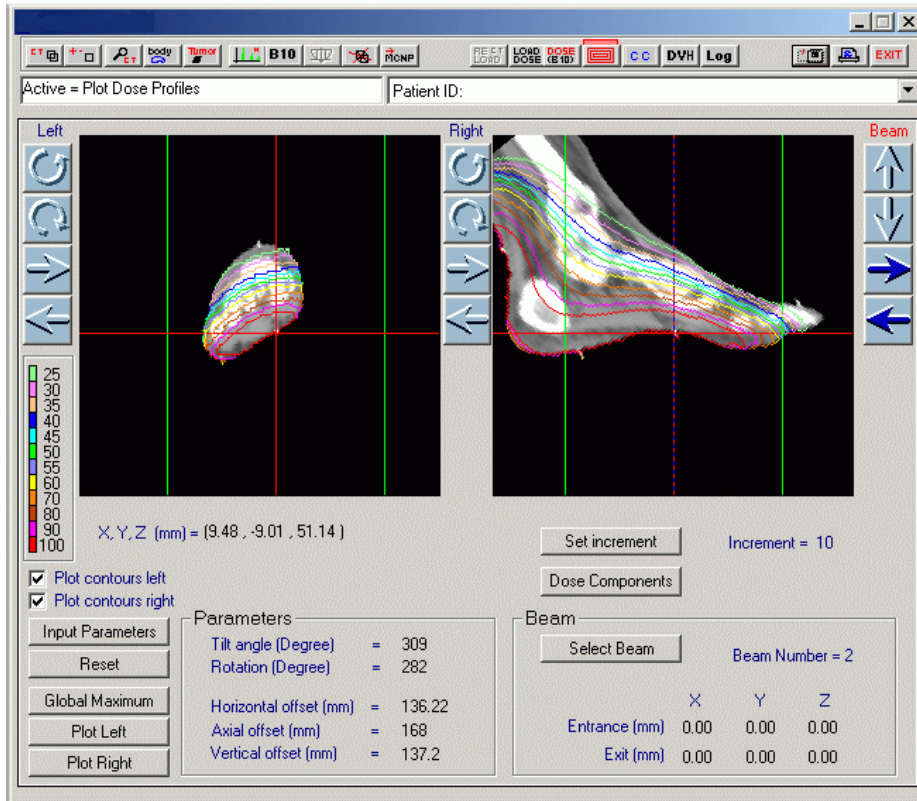 CT CT body Tumor B10 MCNP RE CT LOAD LOAD DOSE DOSE (B10) CC DVH Log EXIT
Active = Plot Dose Profiles Patient ID:
Left Right Beam
25
30
35
40
45
50
55
60
70
80
90
100
X, Y, Z (mm) = (9.48 , -9.01 , 51.14 )
Set increment Increment = 10
Dose Components
Plot contours left
Plot contours right
Input Parameters
Reset
Global Maximum
Plot Left
Plot Right
Parameters
Tilt angle (Degree) = 309
Rotation (Degree) = 282
Horizontal offset (mm) = 136.22
Axial offset (mm) = 168
Vertical offset (mm) = 137.2
Beam
Select Beam Beam Number = 2
X Y Z
Entrance (mm) 0.00 0.00 0.00
Exit (mm) 0.00 0.00 0.00